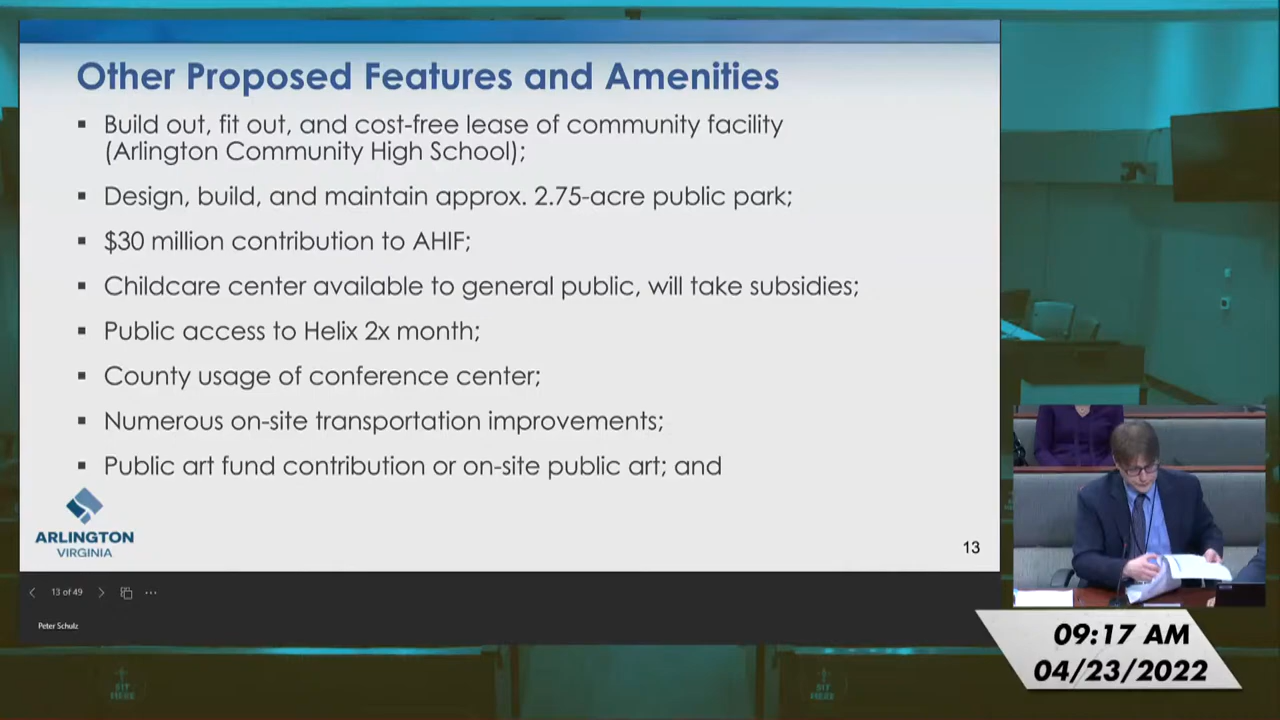 Other Proposed Features and Amenities
▪ Build out, fit out, and cost-free lease of community facility
(Arlington Community High School);
▪ Design, build, and maintain approx. 2.75-acre public park;
▪ $30 million contribution to AHIF;
▪ Childcare center available to general public, will take subsidies;
▪ Public access to Helix 2x month;
▪ County usage of conference center;
▪ Numerous on-site transportation improvements;
▪ Public art fund contribution or on-site public art; and
ARLINGTON
VIRGINIA
13
13 of 49
Peter Schulz
09:17 AM
04/23/2022
SIT
HERE
SIT
HERE